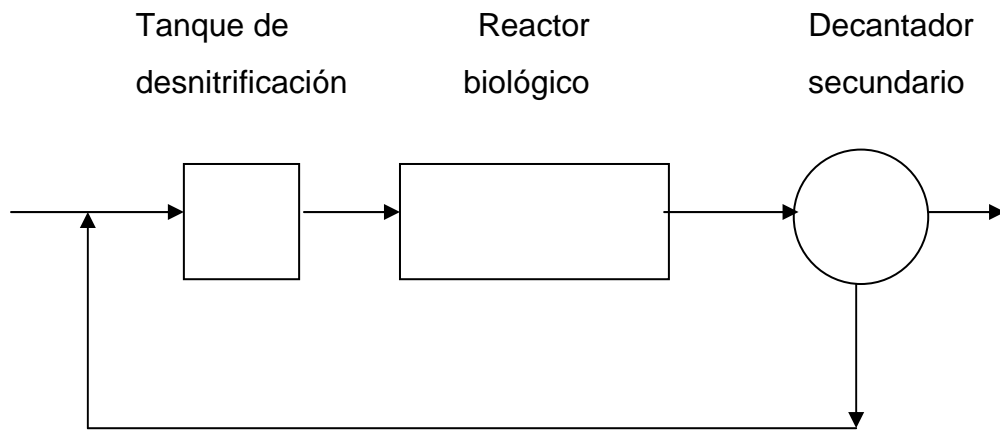 Tanque de
desnitrificación
Reactor
biológico
Decantador
secundario